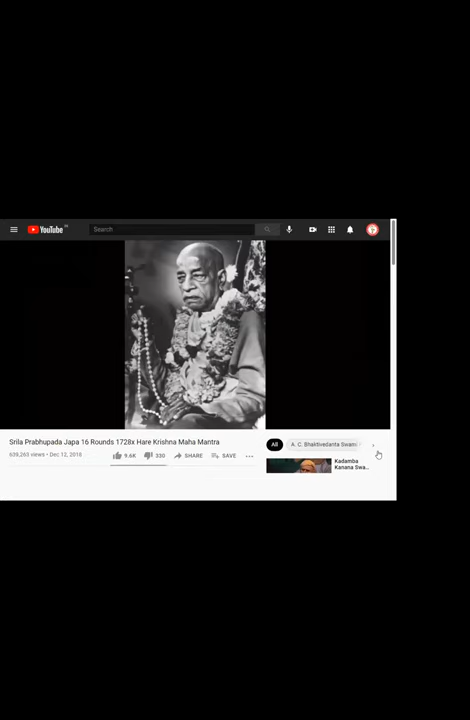 YouTube
Search
Srila Prabhupada Japa 16 Rounds 1728x Hare Krishna Maha Mantra
639,263 views • Dec 12, 2018
9.6K
330
SHARE
SAVE
All
A. C. Bhaktivedanta Swami
Kadamba
Kanana Swa...